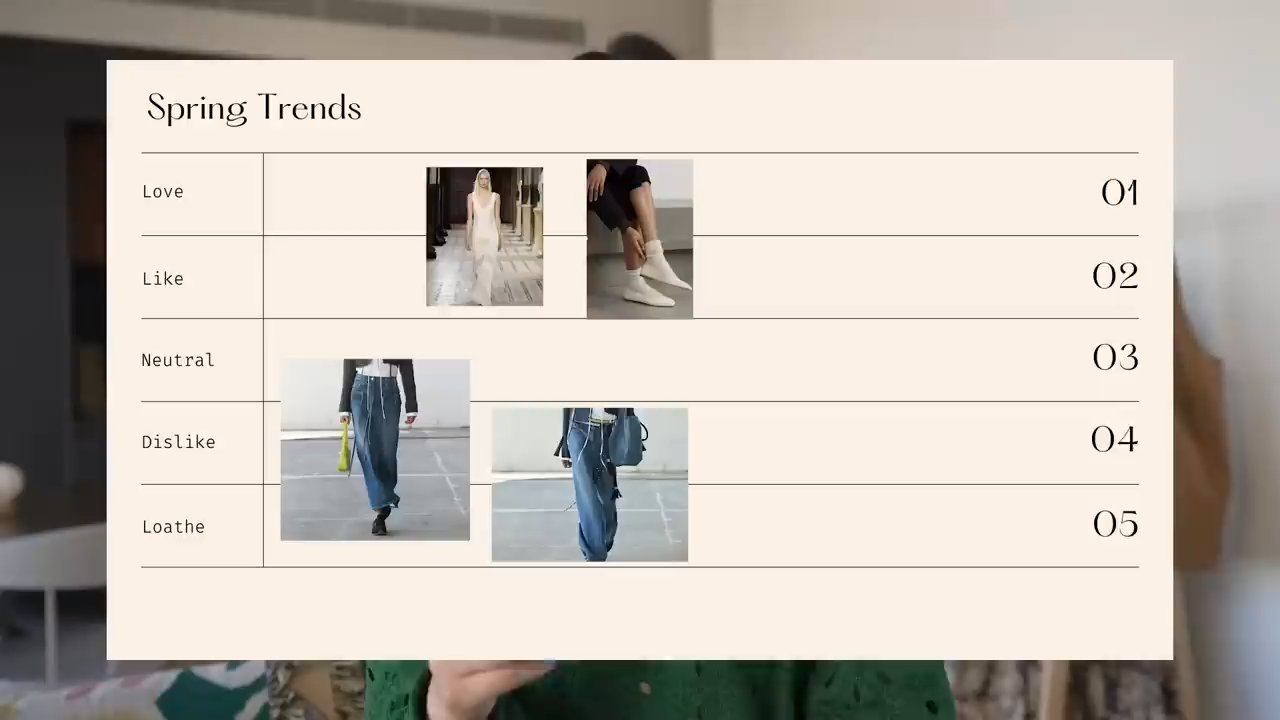 Spring Trends
Love 01
Like 02
Neutral 03
Dislike 04
Loathe 05